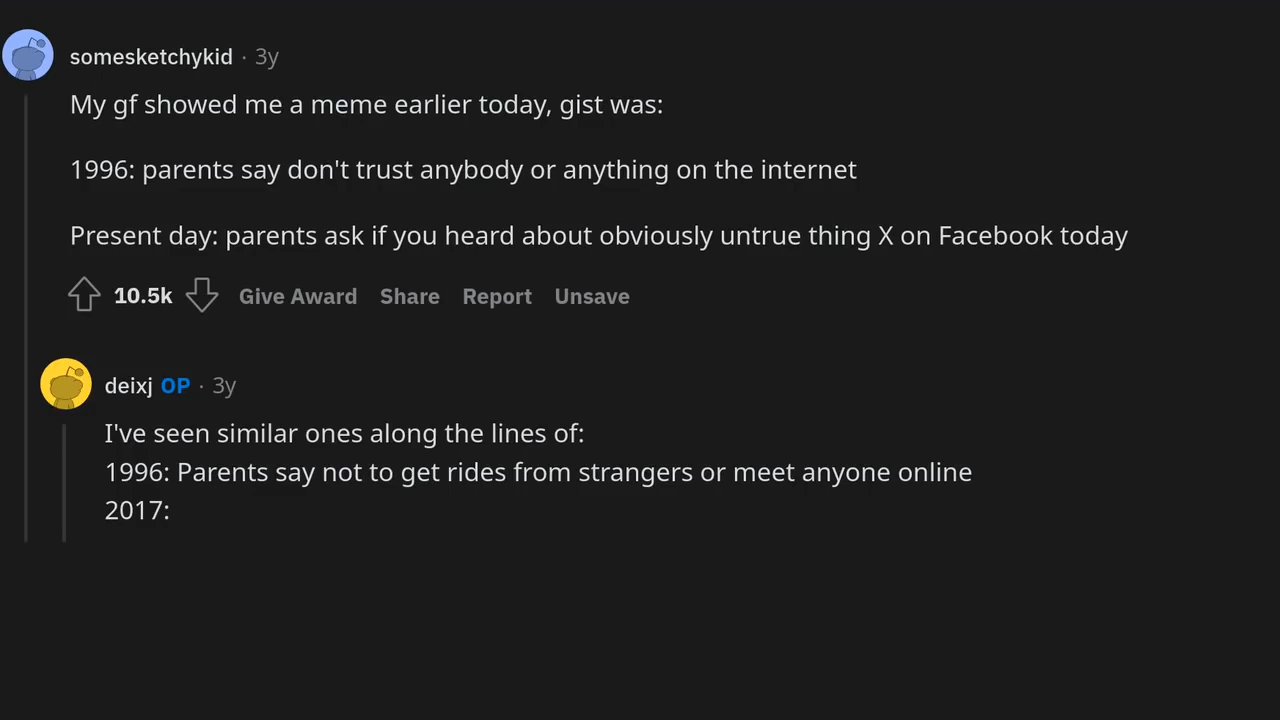 somesketchykid · 3y
My gf showed me a meme earlier today, gist was:
1996: parents say don't trust anybody or anything on the internet
Present day: parents ask if you heard about obviously untrue thing X on Facebook today
10.5k Give Award Share Report Unsave
deixj OP · 3y
I've seen similar ones along the lines of:
1996: Parents say not to get rides from strangers or meet anyone online
2017: